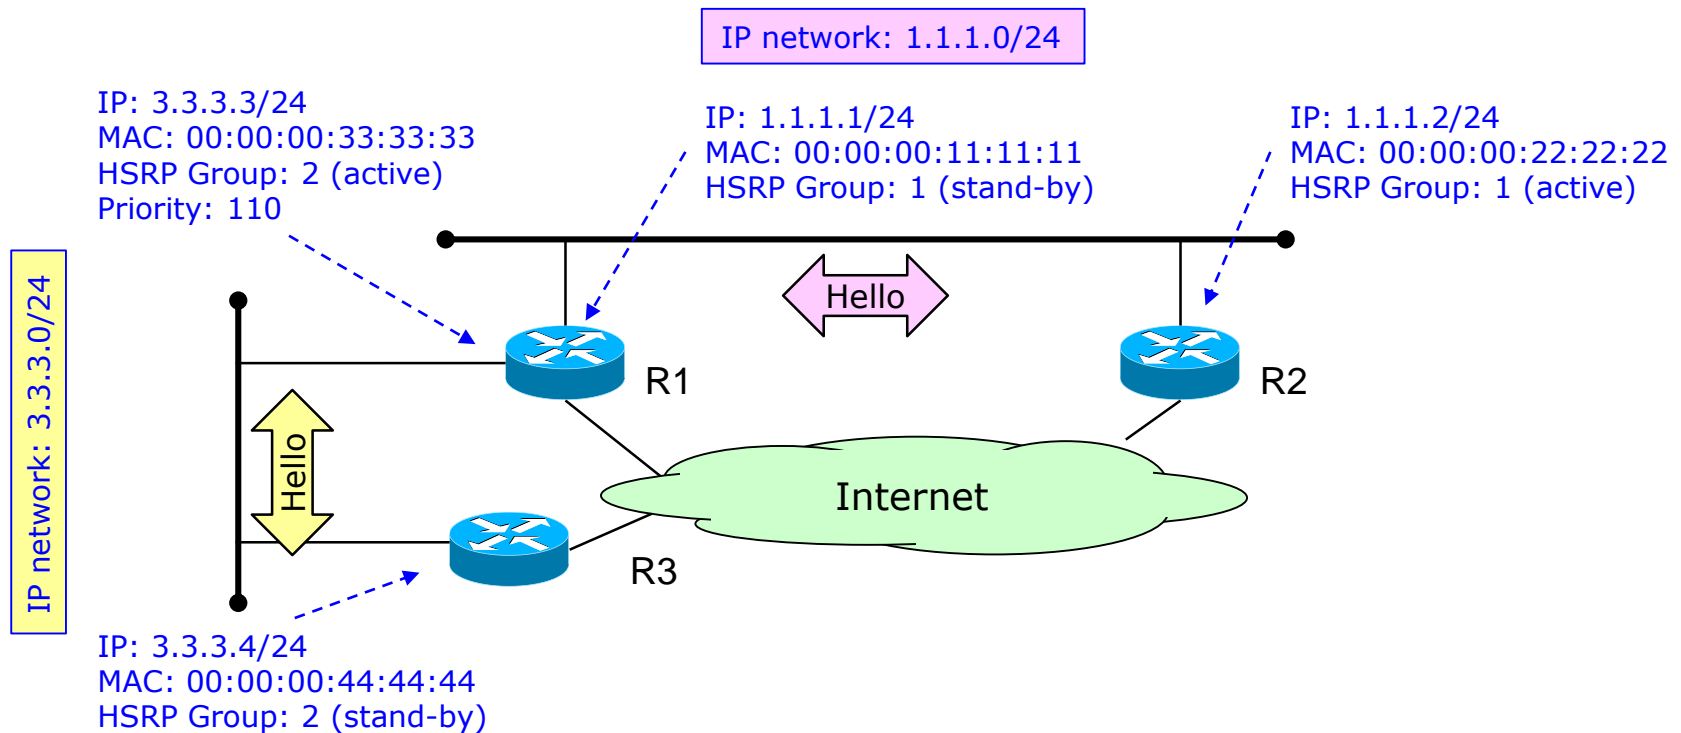 IP network: 1.1.1.0/24
IP: 3.3.3.3/24
MAC: 00:00:00:33:33:33
HSRP Group: 2 (active)
Priority: 110
IP: 1.1.1.1/24
MAC: 00:00:00:11:11:11
HSRP Group: 1 (stand-by)
IP: 1.1.1.2/24
MAC: 00:00:00:22:22:22
HSRP Group: 1 (active)
IP network: 3.3.3.0/24
Hello
R1
R2
Hello
Internet
R3
IP: 3.3.3.4/24
MAC: 00:00:00:44:44:44
HSRP Group: 2 (stand-by)